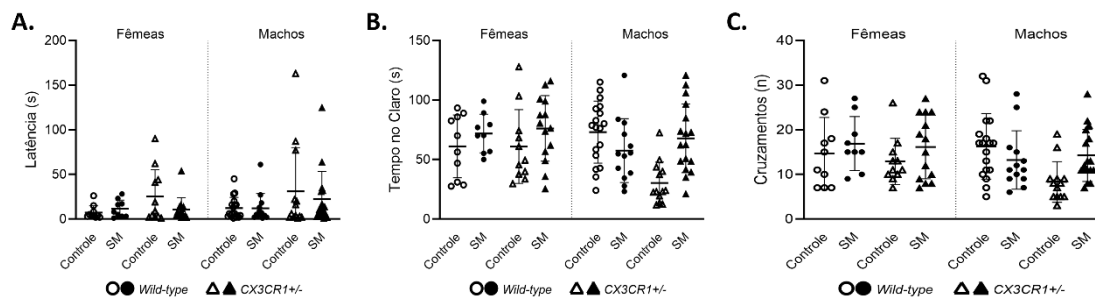 A.
Fêmeas Machos
Latência (s)
200
150
100
50
0
Controle SM Controle SM Controle SM Controle SM
Wild-type CX3CR1+/-
B.
Fêmeas Machos
Tempo no Claro (s)
150
100
50
0
Controle SM Controle SM Controle SM Controle SM
Wild-type CX3CR1+/-
C.
Fêmeas Machos
Cruzamentos (n)
40
30
20
10
0
Controle SM Controle SM Controle SM Controle SM
Wild-type CX3CR1+/-